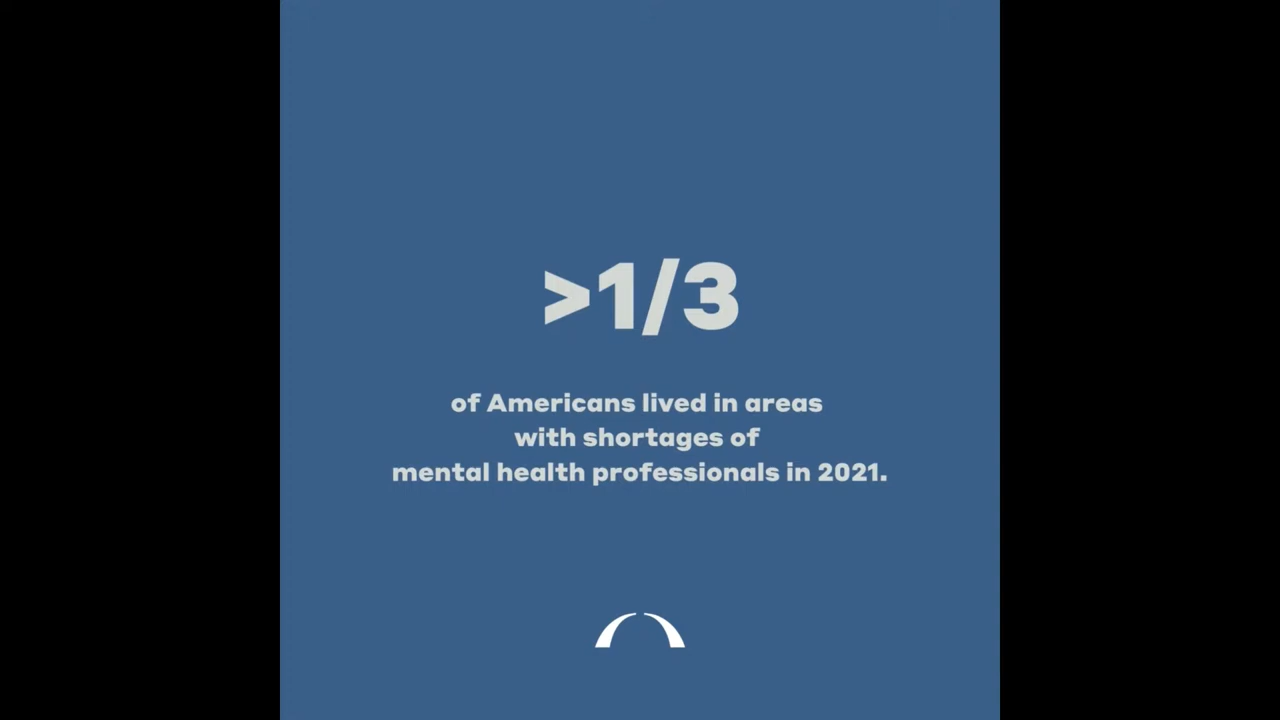 >1/3
of Americans lived in areas
with shortages of
mental health professionals in 2021.